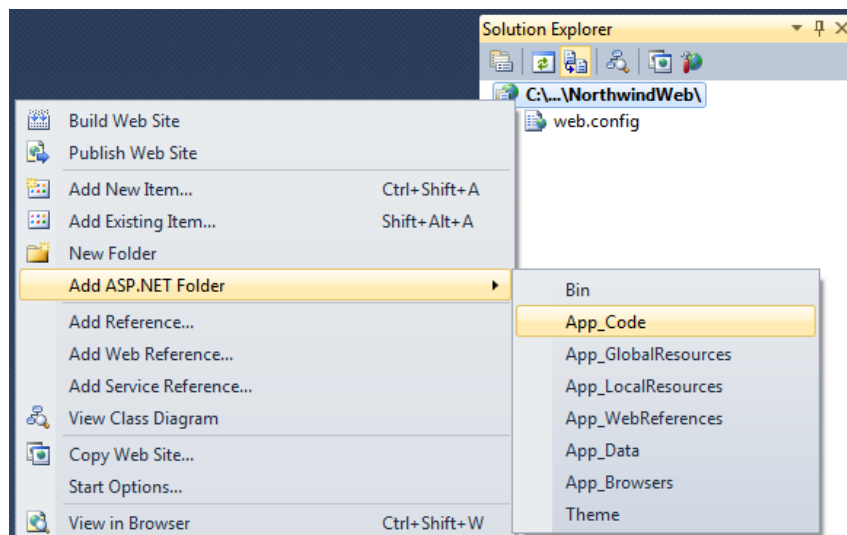 Solution Explorer
C:\...\NorthwindWeb\
web.config
Build Web Site
Publish Web Site
Add New Item... Ctrl+Shift+A
Add Existing Item... Shift+Alt+A
New Folder
Add ASP.NET Folder
Add Reference...
Add Web Reference...
Add Service Reference...
View Class Diagram
Copy Web Site...
Start Options...
View in Browser Ctrl+Shift+W
Bin
App_Code
App_GlobalResources
App_LocalResources
App_WebReferences
App_Data
App_Browsers
Theme